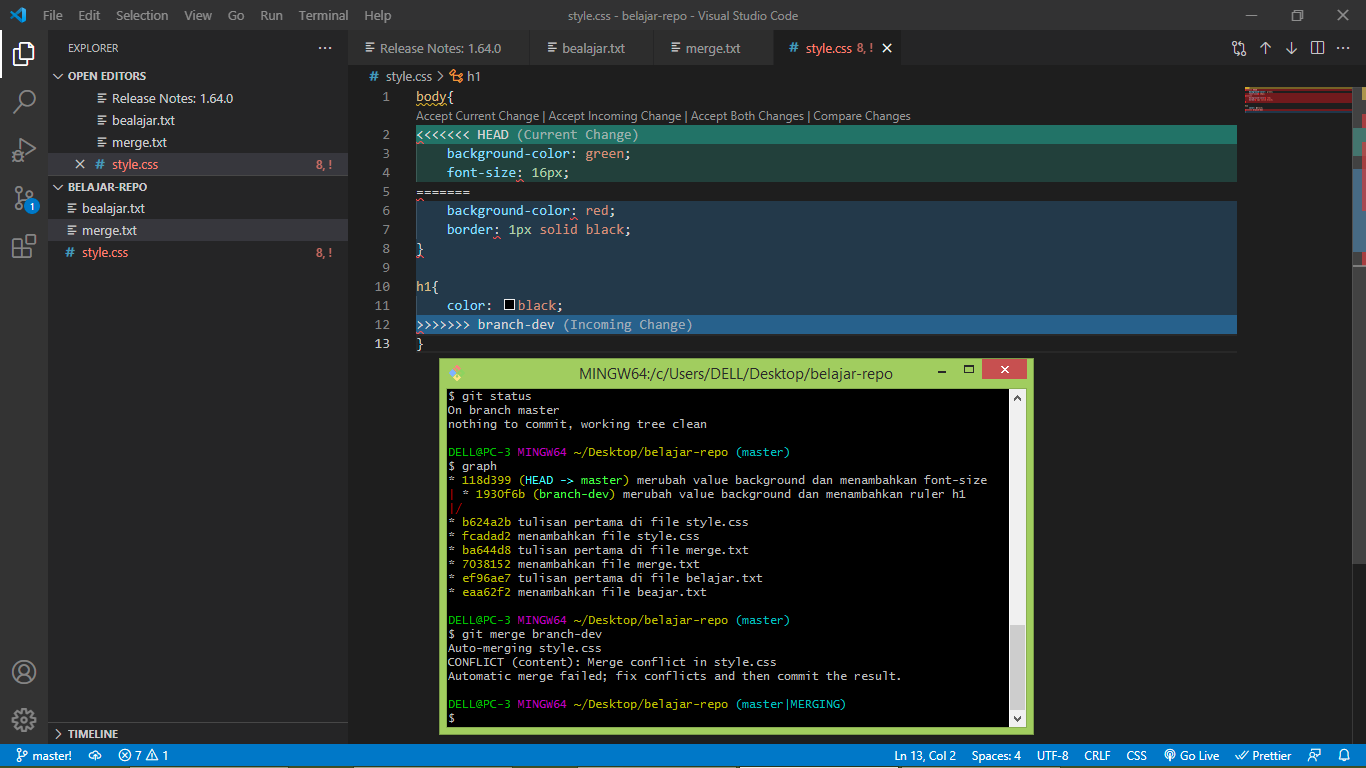 File Edit Selection View Go Run Terminal Help
style.css - belajar-repo - Visual Studio Code
EXPLORER
OPEN EDITORS
Release Notes: 1.64.0
bealajar.txt
merge.txt
# style.css 8, !
BELAJAR-REPO
bealajar.txt
merge.txt
# style.css 8, !
TIMELINE
1
Release Notes: 1.64.0 bealajar.txt merge.txt # style.css 8, !
# style.css > h1
1 body{
Accept Current Change | Accept Incoming Change | Accept Both Changes | Compare Changes
2 <<<<<<< HEAD (Current Change)
3 background-color: green;
4 font-size: 16px;
5 =======
6 background-color: red;
7 border: 1px solid black;
8 }
9
10 h1{
11 color: black;
12 >>>>>>> branch-dev (Incoming Change)
13 }
MINGW64:/c/Users/DELL/Desktop/belajar-repo
$ git status
On branch master
nothing to commit, working tree clean
DELL@PC-3 MINGW64 ~/Desktop/belajar-repo (master)
$ graph
* 118d399 (HEAD -> master) merubah value background dan menambahkan font-size
| * 1930f6b (branch-dev) merubah value background dan menambahkan ruler h1
|/
* b624a2b tulisan pertama di file style.css
* fcadad2 menambahkan file style.css
* ba644d8 tulisan pertama di file merge.txt
* 7038152 menambahkan file merge.txt
* ef96ae7 tulisan pertama di file belajar.txt
* eaa62f2 menambahkan file beajar.txt
DELL@PC-3 MINGW64 ~/Desktop/belajar-repo (master)
$ git merge branch-dev
Auto-merging style.css
CONFLICT (content): Merge conflict in style.css
Automatic merge failed; fix conflicts and then commit the result.
DELL@PC-3 MINGW64 ~/Desktop/belajar-repo (master|MERGING)
$
master! 7 1 Ln 13, Col 2 Spaces: 4 UTF-8 CRLF CSS Go Live Prettier